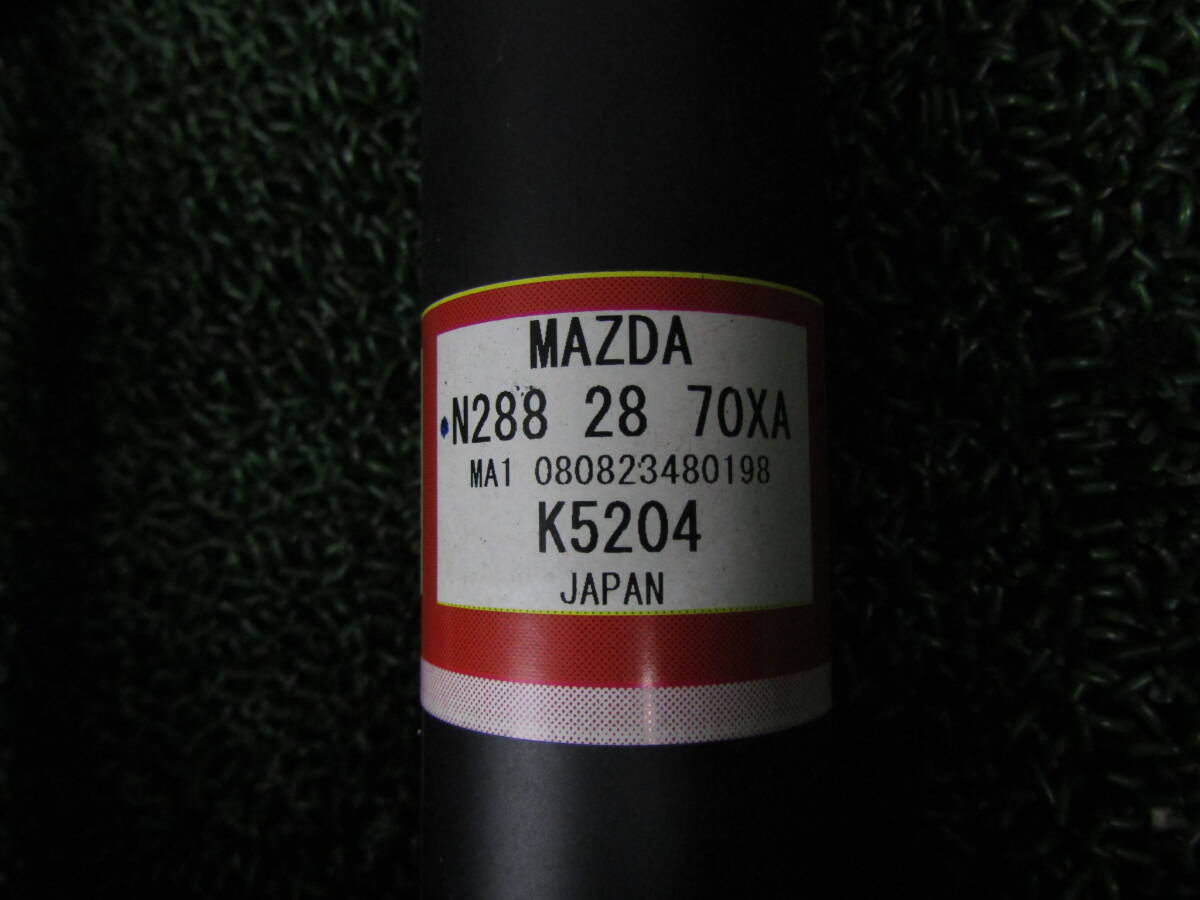 MAZDA
N288 28 70XA
MA1 080823480198
K5204
JAPAN